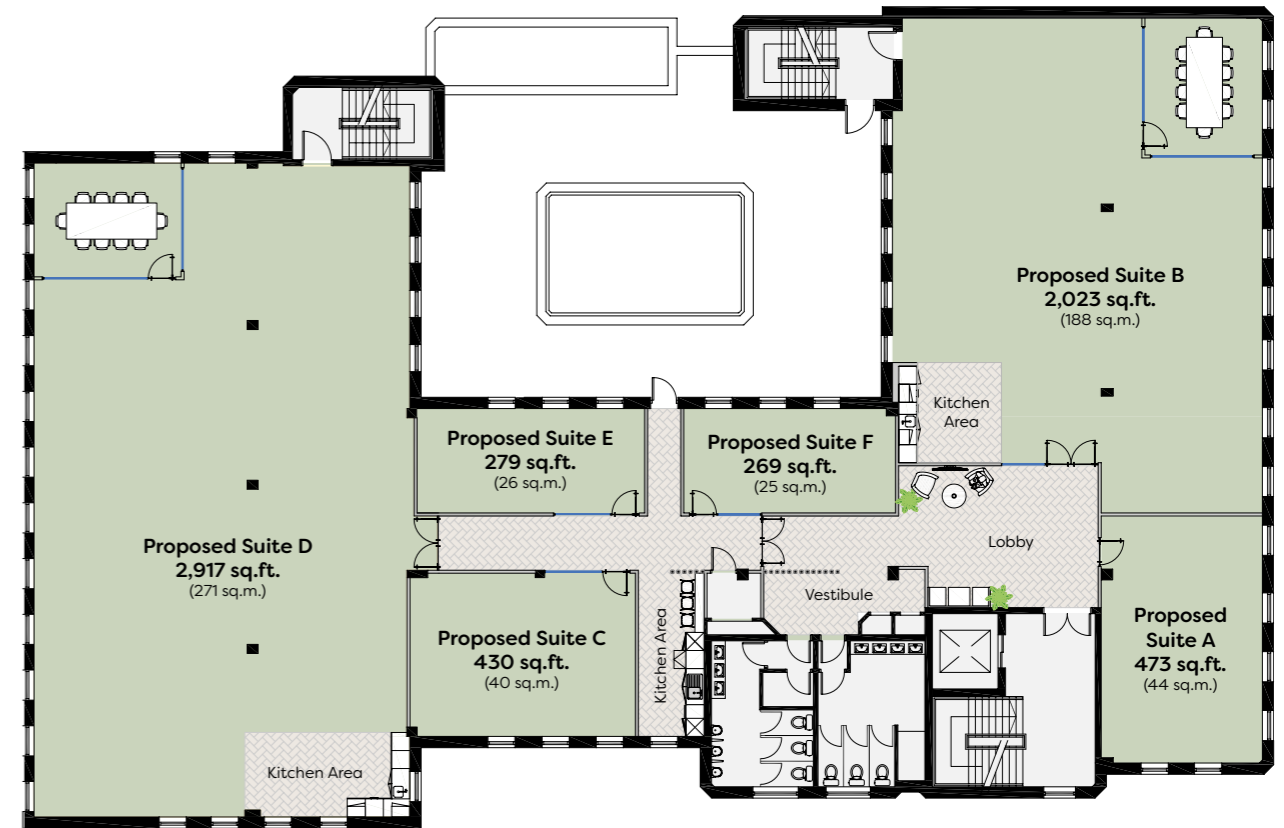 Proposed Suite B
2,023 sq.ft.
(188 sq.m.)
Kitchen
Area
Proposed Suite E
279 sq.ft.
(26 sq.m.)
Proposed Suite F
269 sq.ft.
(25 sq.m.)
Proposed Suite D
2,917 sq.ft.
(271 sq.m.)
Lobby
Vestibule
Proposed Suite C
430 sq.ft.
(40 sq.m.)
Kitchen Area
Proposed
Suite A
473 sq.ft.
(44 sq.m.)
Kitchen Area